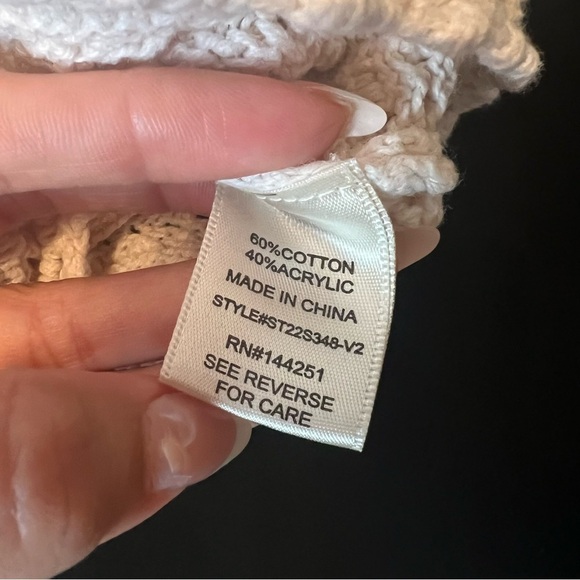 60%COTTON
40%ACRYLIC
MADE IN CHINA
STYLE#ST22S348-V2
RN#144251
SEE REVERSE
FOR CARE